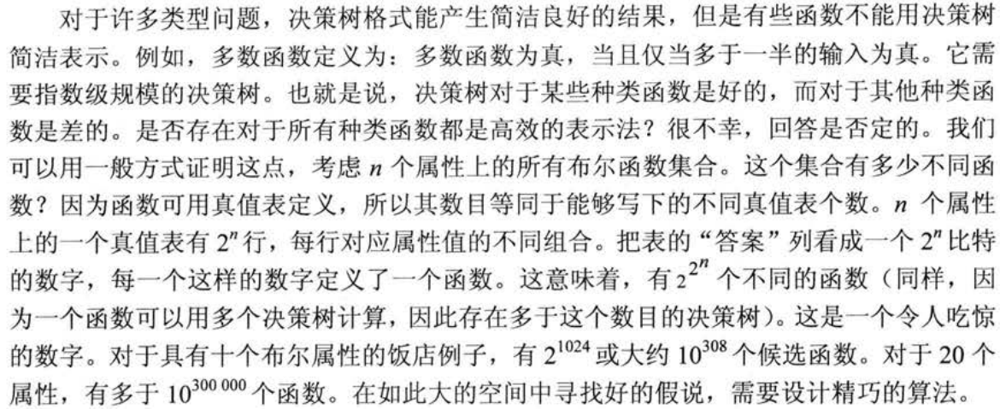 对于许多类型问题，决策树格式能产生简洁良好的结果，但是有些函数不能用决策树
简洁表示。例如，多数函数定义为：多数函数为真，当且仅当多于一半的输入为真。它需
要指数级规模的决策树。也就是说，决策树对于某些种类函数是好的，而对于其他种类函
数是差的。是否存在对于所有种类函数都是高效的表示法？很不幸，回答是否定的。我们
可以用一般方式证明这点，考虑 n 个属性上的所有布尔函数集合。这个集合有多少不同函
数？因为函数可用真值表定义，所以其数目等同于能够写下的不同真值表个数。n 个属性
上的一个真值表有 2ⁿ 行，每行对应属性值的不同组合。把表的“答案”列看成一个 2ⁿ 比特
的数字，每一个这样的数字定义了一个函数。这意味着，有 2^(2ⁿ) 个不同的函数（同样，因
为一个函数可以用多个决策树计算，因此存在多于这个数目的决策树）。这是一个令人吃惊
的数字。对于具有十个布尔属性的饭店例子，有 2¹⁰²⁴ 或大约 10³⁰⁸ 个候选函数。对于 20 个
属性，有多于 10³⁰⁰ ⁰⁰⁰ 个函数。在如此大的空间中寻找好的假说，需要设计精巧的算法。